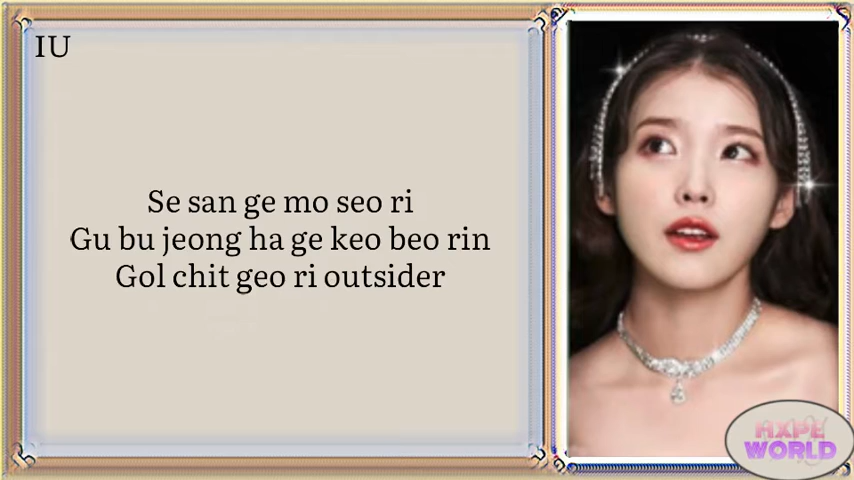 IU
Se san ge mo seo ri
Gu bu jeong ha ge keo beo rin
Gol chit geo ri outsider
HXPE
WORLD